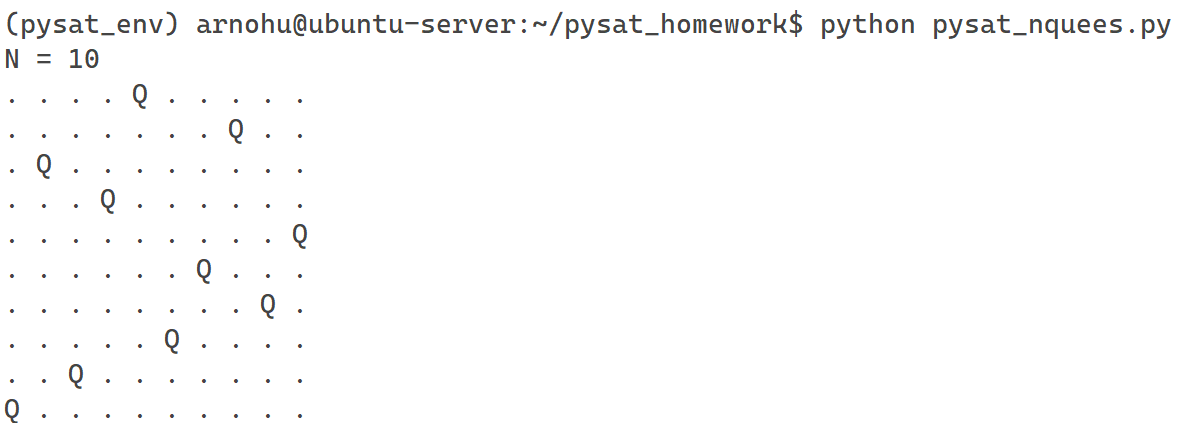 (pysat_env) arnohu@ubuntu-server:~/pysat_homework$ python pysat_nquees.py
N = 10
. . . . Q . . . . .
. . . . . . . Q . .
. Q . . . . . . . .
. . . Q . . . . . .
. . . . . . . . . Q
. . . . . . Q . . .
. . . . . . . . Q .
. . . . . Q . . . .
. . Q . . . . . . .
Q . . . . . . . . .